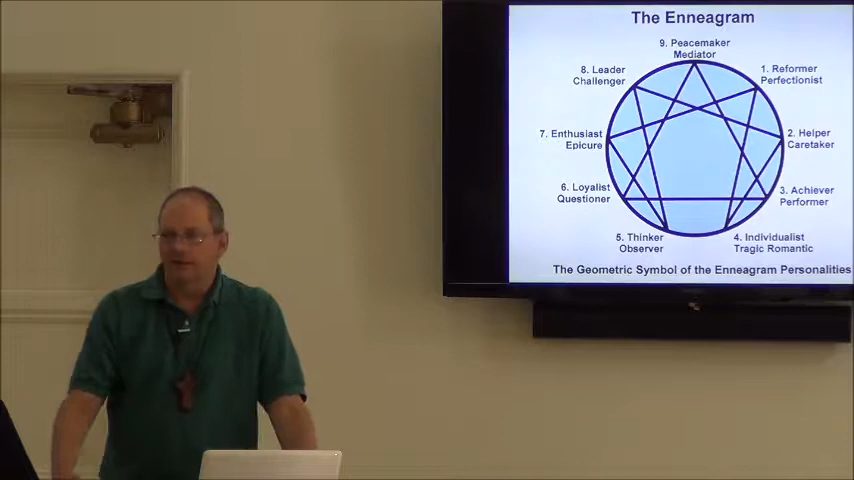 The Enneagram
9. Peacemaker
Mediator
8. Leader
Challenger
1. Reformer
Perfectionist
7. Enthusiast
Epicure
2. Helper
Caretaker
6. Loyalist
Questioner
3. Achiever
Performer
5. Thinker
Observer
4. Individualist
Tragic Romantic
The Geometric Symbol of the Enneagram Personalities